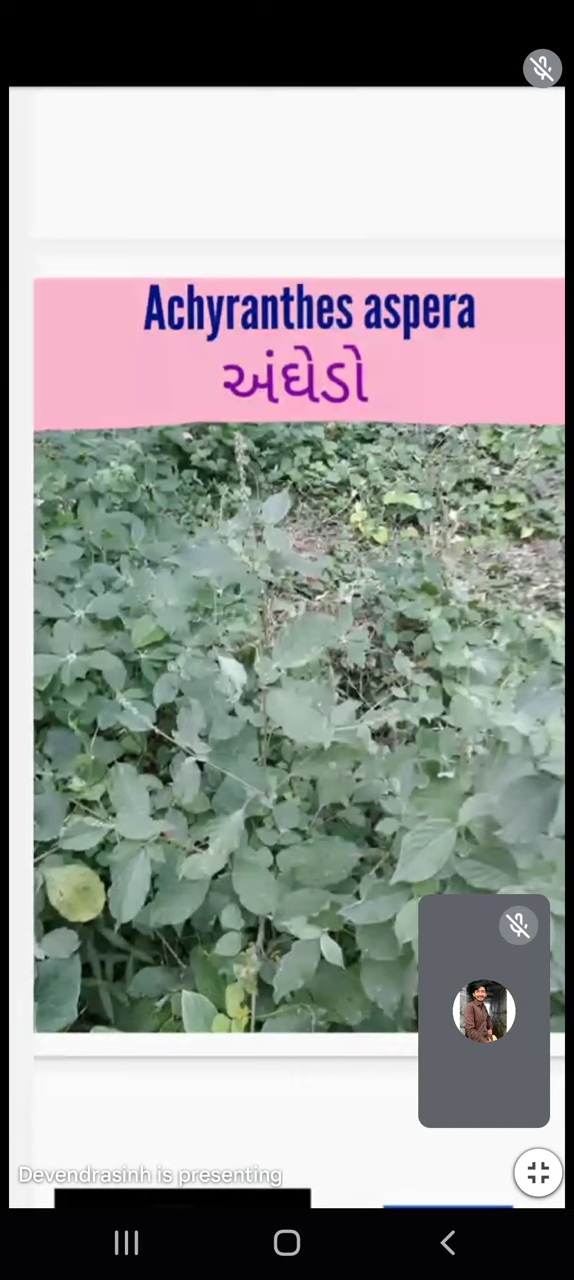 Achyranthes aspera
અંઘેડો
Devendrasinh is presenting